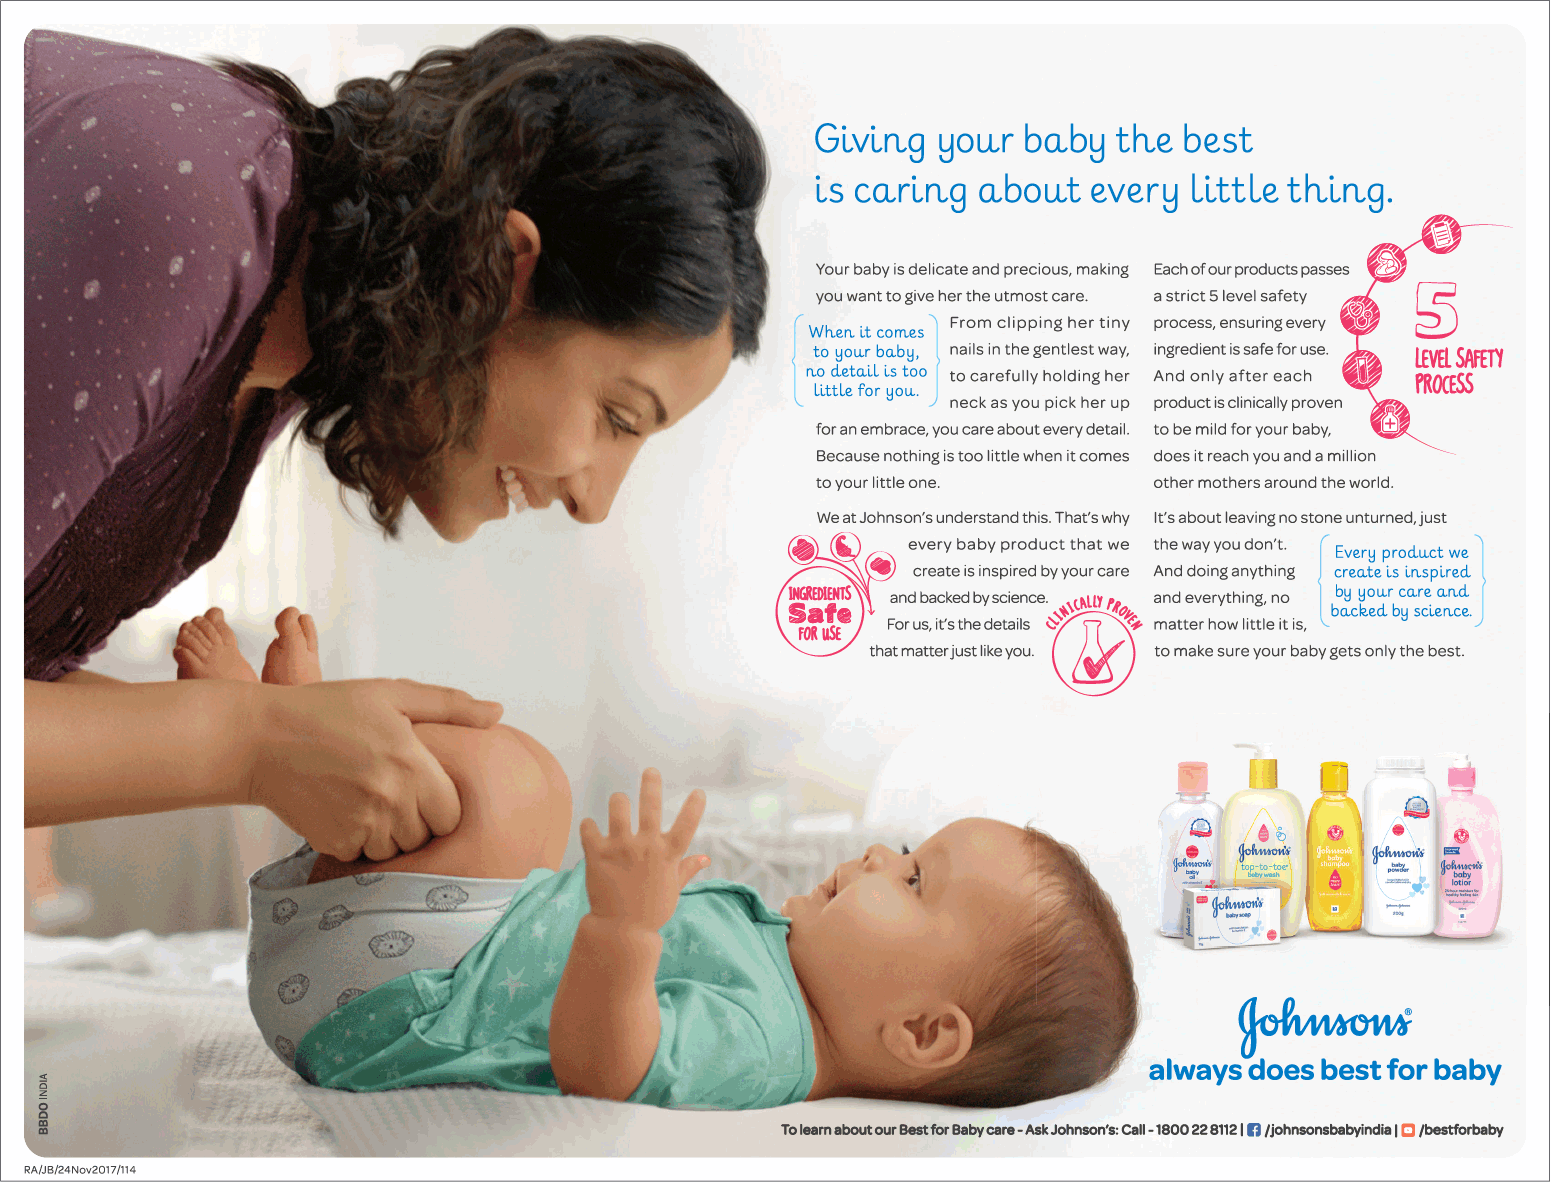 Giving your baby the best
is caring about every little thing.
Your baby is delicate and precious, making
you want to give her the utmost care.
From clipping her tiny
nails in the gentlest way,
to carefully holding her
neck as you pick her up
for an embrace, you care about every detail.
Because nothing is too little when it comes
to your little one.
When it comes
to your baby,
no detail is too
little for you.
We at Johnson's understand this. That's why
every baby product that we
create is inspired by your care
and backed by science.
For us, it's the details
that matter just like you.
INGREDIENTS
Safe
FOR USE
CLINICALLY PROVEN
Each of our products passes
a strict 5 level safety
process, ensuring every
ingredient is safe for use.
And only after each
product is clinically proven
to be mild for your baby,
does it reach you and a million
other mothers around the world.
5
LEVEL SAFETY
PROCESS
It's about leaving no stone unturned, just
the way you don't.
And doing anything
and everything, no
matter how little it is,
to make sure your baby gets only the best.
Every product we
create is inspired
by your care and
backed by science.
Johnson's
baby
oil
Johnson's
top-to-toe
baby wash
Johnson's
baby
shampoo
Johnson's
baby
powder
Johnson's
baby
lotion
Johnson's
baby soap
Johnson's®
always does best for baby
To learn about our Best for Baby care - Ask Johnson's: Call - 1800 22 8112 | /johnsonsbabyindia | /bestforbaby
BBDO INDIA
RA/JB/24Nov2017/114